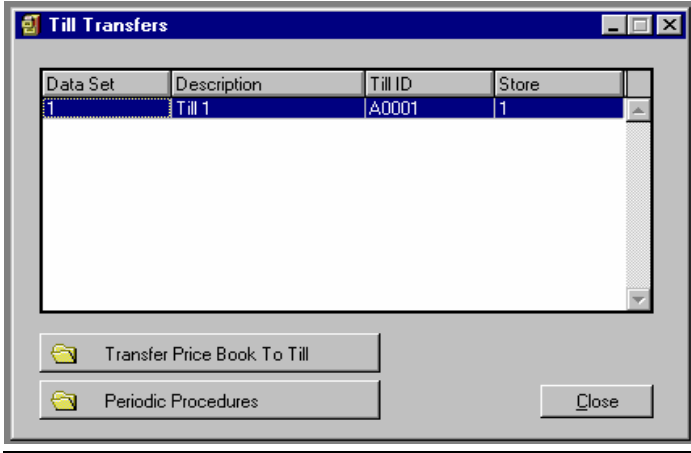 Till Transfers
Data Set Description Till ID Store
1 Till 1 A0001 1
Transfer Price Book To Till
Periodic Procedures
Close